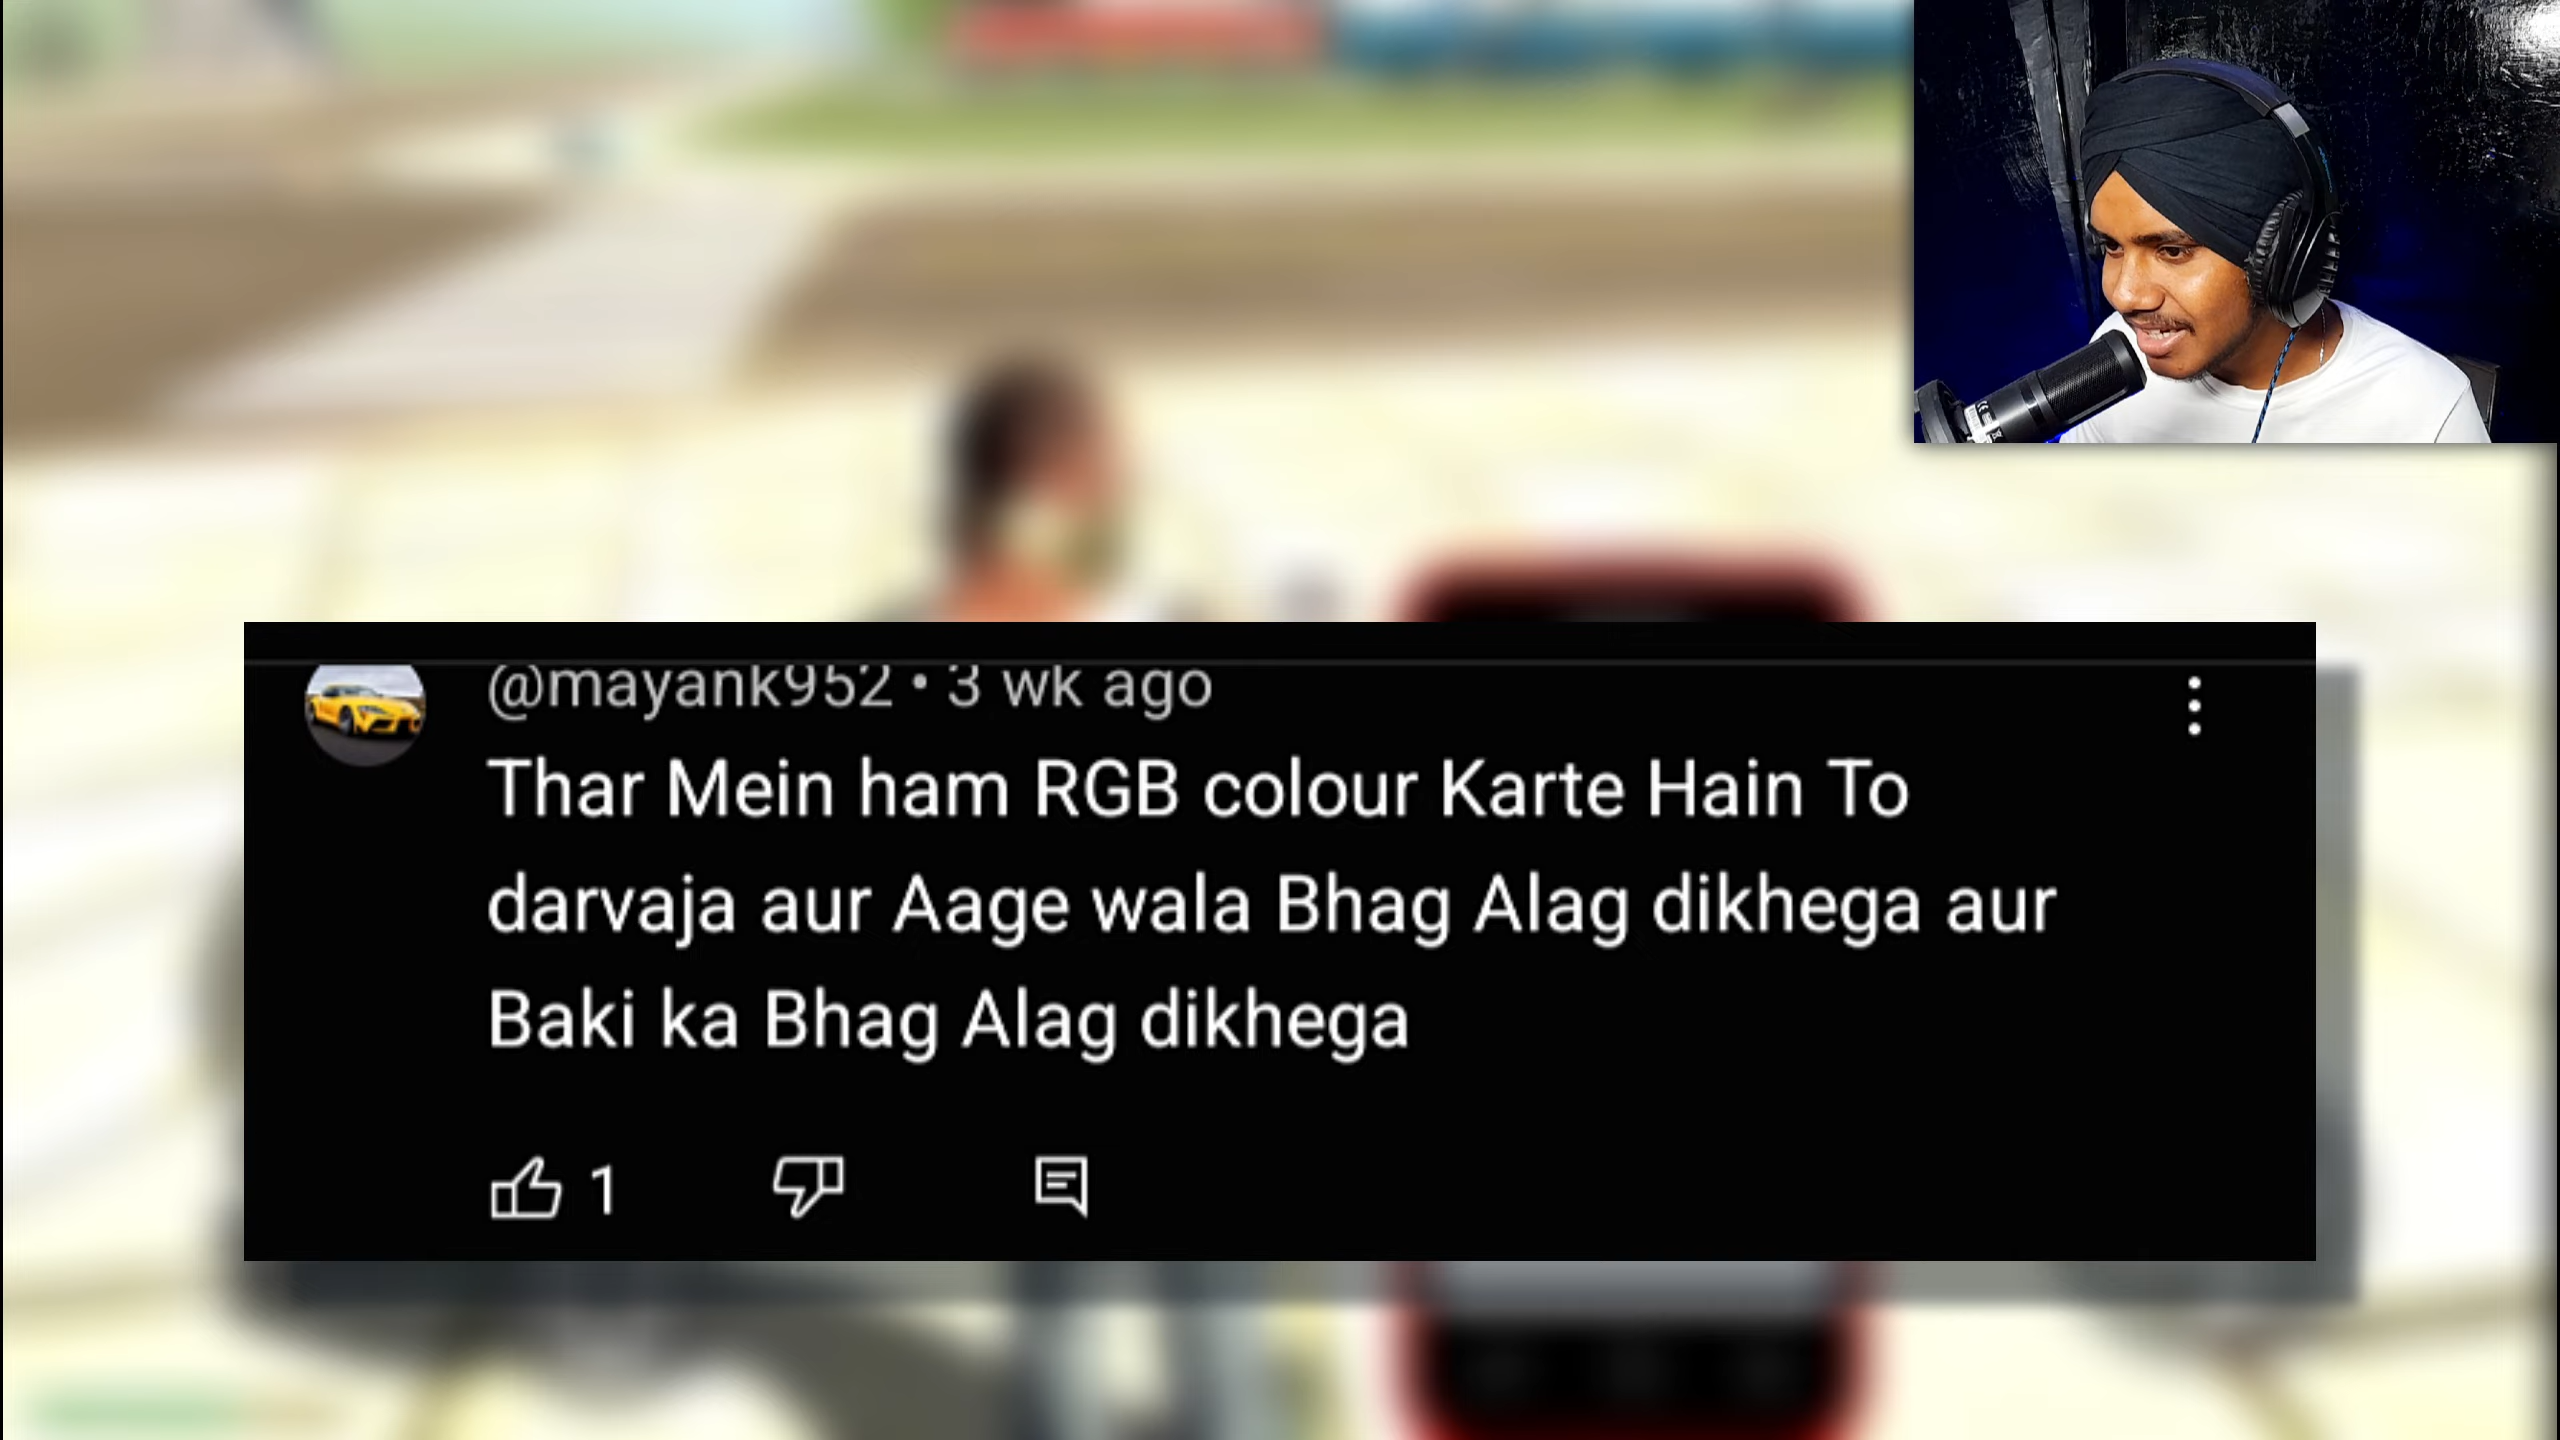 @mayank952 • 3 wk ago
Thar Mein ham RGB colour Karte Hain To
darvaja aur Aage wala Bhag Alag dikhega aur
Baki ka Bhag Alag dikhega
1